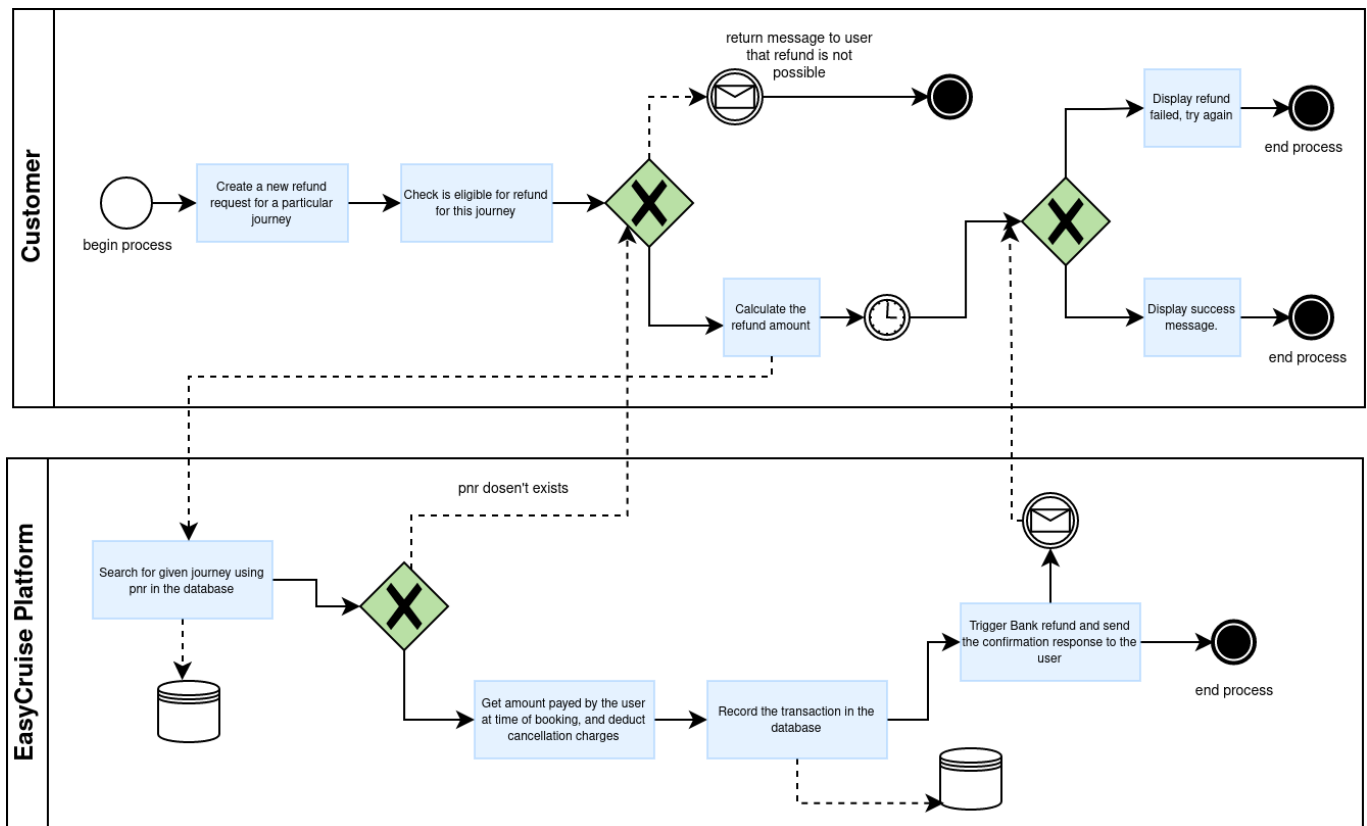 Customer
return message to user
that refund is not
possible
begin process
Create a new refund
request for a particular
journey
Check is eligible for refund
for this journey
Calculate the
refund amount
Display refund
failed, try again
end process
Display success
message.
end process
EasyCruise Platform
pnr dosen't exists
Search for given journey using
pnr in the database
Get amount payed by the user
at time of booking, and deduct
cancellation charges
Record the transaction in the
database
Trigger Bank refund and send
the confirmation response to the
user
end process